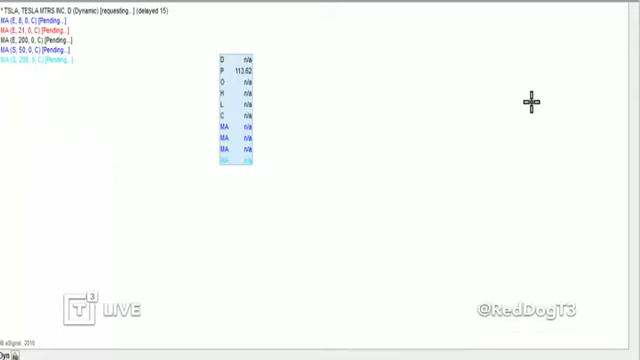 * TSLA, TESLA MTRS INC, D (Dynamic) [requesting...] (delayed 15)
MA (E, 8, 0, C) [Pending...]
MA (E, 21, 0, C) [Pending...]
MA (E, 200, 0, C) [Pending...]
MA (S, 50, 0, C) [Pending...]
MA (S, 200, 0, C) [Pending...]
D n/a
P 113.62
O n/a
H n/a
L n/a
C n/a
MA n/a
MA n/a
MA n/a
MA n/a
T3 LIVE
@RedDogT3
© eSignal, 2015
Dyn